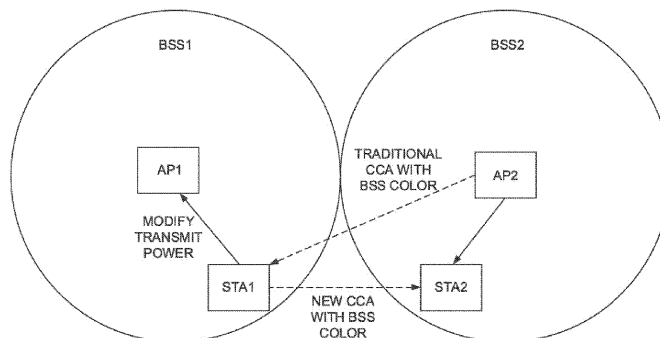 BSS1
BSS2
AP1
TRADITIONAL
CCA WITH
BSS COLOR
AP2
MODIFY
TRANSMIT
POWER
STA1
NEW CCA
WITH BSS
COLOR
STA2